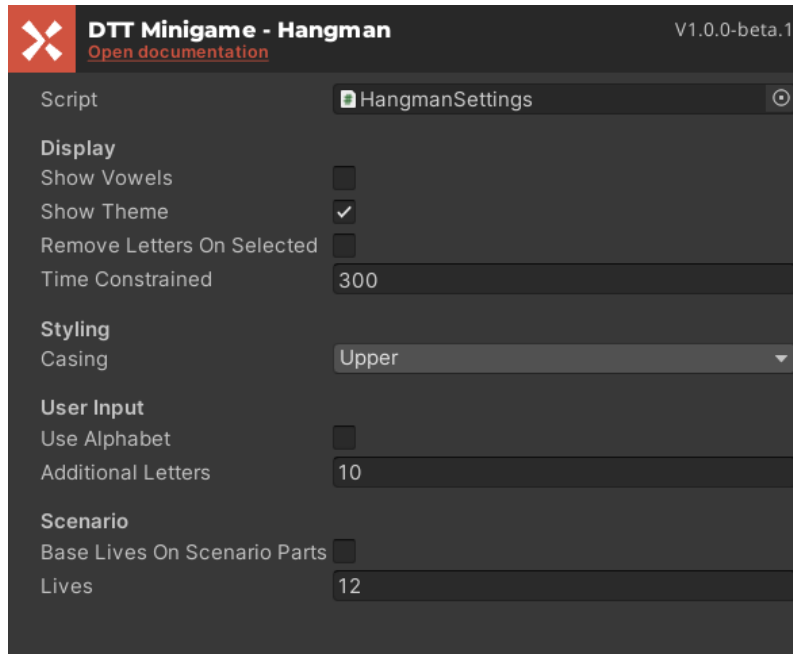 DTT Minigame - Hangman V1.0.0-beta.1
Open documentation
Script HangmanSettings
Display
Show Vowels
Show Theme
Remove Letters On Selected
Time Constrained 300
Styling
Casing Upper
User Input
Use Alphabet
Additional Letters 10
Scenario
Base Lives On Scenario Parts
Lives 12